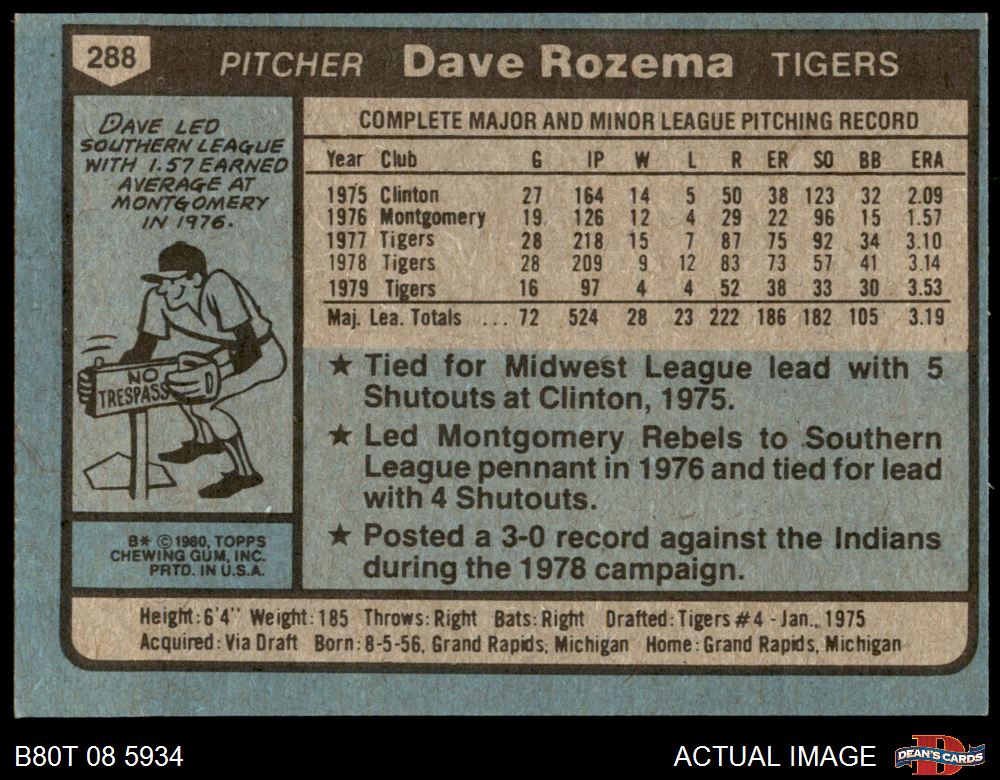 288 PITCHER Dave Rozema TIGERS
DAVE LED
SOUTHERN LEAGUE
WITH 1.57 EARNED
AVERAGE AT
MONTGOMERY
IN 1976.
NO
TRESPASS
B* © 1980, TOPPS
CHEWING GUM, INC.
PRTD. IN U.S.A.
COMPLETE MAJOR AND MINOR LEAGUE PITCHING RECORD
Year Club G IP W L R ER SO BB ERA
1975 Clinton 27 164 14 5 50 38 123 32 2.09
1976 Montgomery 19 126 12 4 29 22 96 15 1.57
1977 Tigers 28 218 15 7 87 75 92 34 3.10
1978 Tigers 28 209 9 12 83 73 57 41 3.14
1979 Tigers 16 97 4 4 52 38 33 30 3.53
Maj. Lea. Totals ... 72 524 28 23 222 186 182 105 3.19
★ Tied for Midwest League lead with 5
Shutouts at Clinton, 1975.
★ Led Montgomery Rebels to Southern
League pennant in 1976 and tied for lead
with 4 Shutouts.
★ Posted a 3-0 record against the Indians
during the 1978 campaign.
Height: 6'4" Weight: 185 Throws: Right Bats: Right Drafted: Tigers #4 - Jan., 1975
Acquired: Via Draft Born: 8-5-56, Grand Rapids, Michigan Home: Grand Rapids, Michigan
B80T 08 5934
ACTUAL IMAGE
D
DEAN'S CARDS